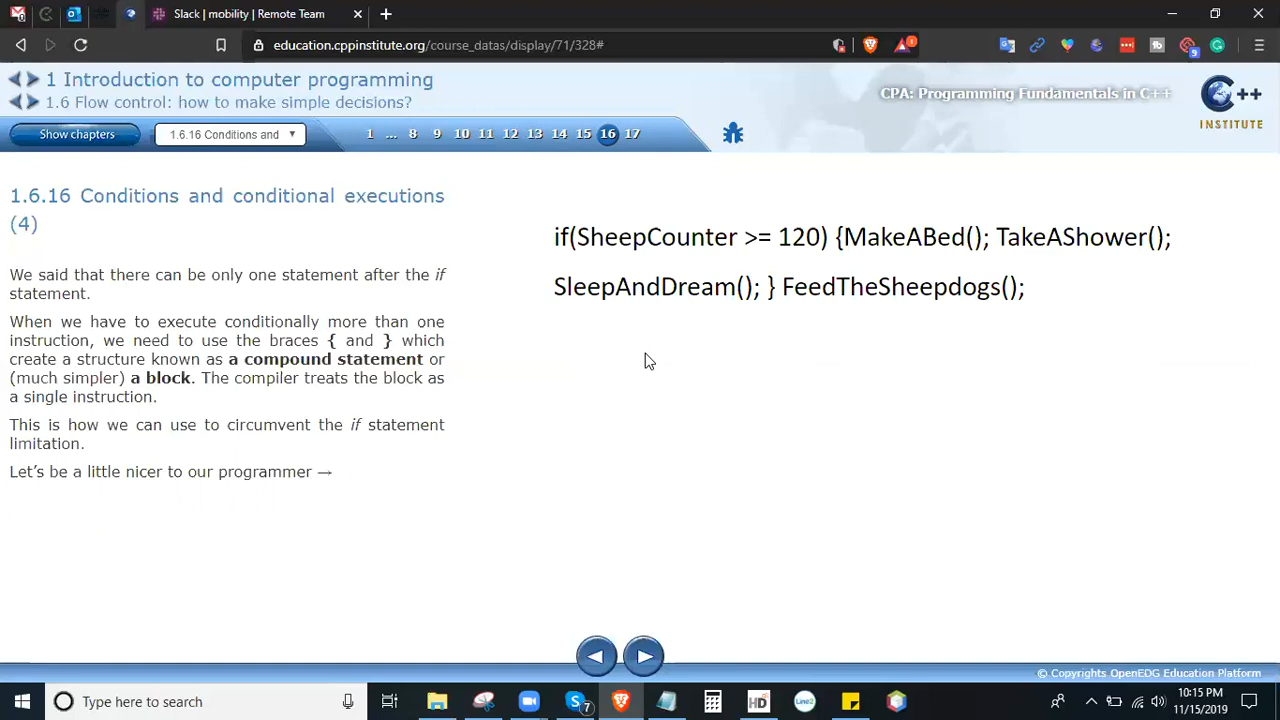 Slack | mobility | Remote Team
education.cppinstitute.org/course_datas/display/71/328#
9
1 Introduction to computer programming
1.6 Flow control: how to make simple decisions?
CPA: Programming Fundamentals in C++
C++
INSTITUTE
Show chapters
1.6.16 Conditions and
1 ... 8 9 10 11 12 13 14 15 16 17
1.6.16 Conditions and conditional executions
(4)
We said that there can be only one statement after the if
statement.
When we have to execute conditionally more than one
instruction, we need to use the braces { and } which
create a structure known as a compound statement or
(much simpler) a block. The compiler treats the block as
a single instruction.
This is how we can use to circumvent the if statement
limitation.
Let's be a little nicer to our programmer →
if(SheepCounter >= 120) {MakeABed(); TakeAShower();
SleepAndDream(); } FeedTheSheepdogs();
© Copyrights OpenEDG Education Platform
Type here to search
7
HD
Line2
10:15 PM
11/15/2019